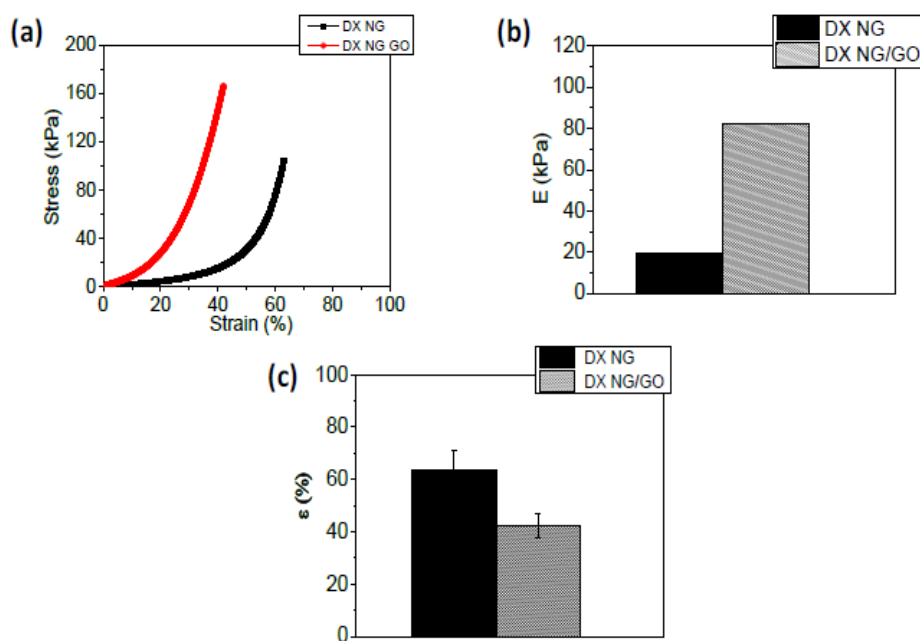 (a)
DX NG
DX NG GO
Stress (kPa)
200
160
120
80
40
0
0 20 40 60 80 100
Strain (%)
(b)
DX NG
DX NG/GO
E (kPa)
120
100
80
60
40
20
0
(c)
DX NG
DX NG/GO
ε (%)
100
80
60
40
20
0